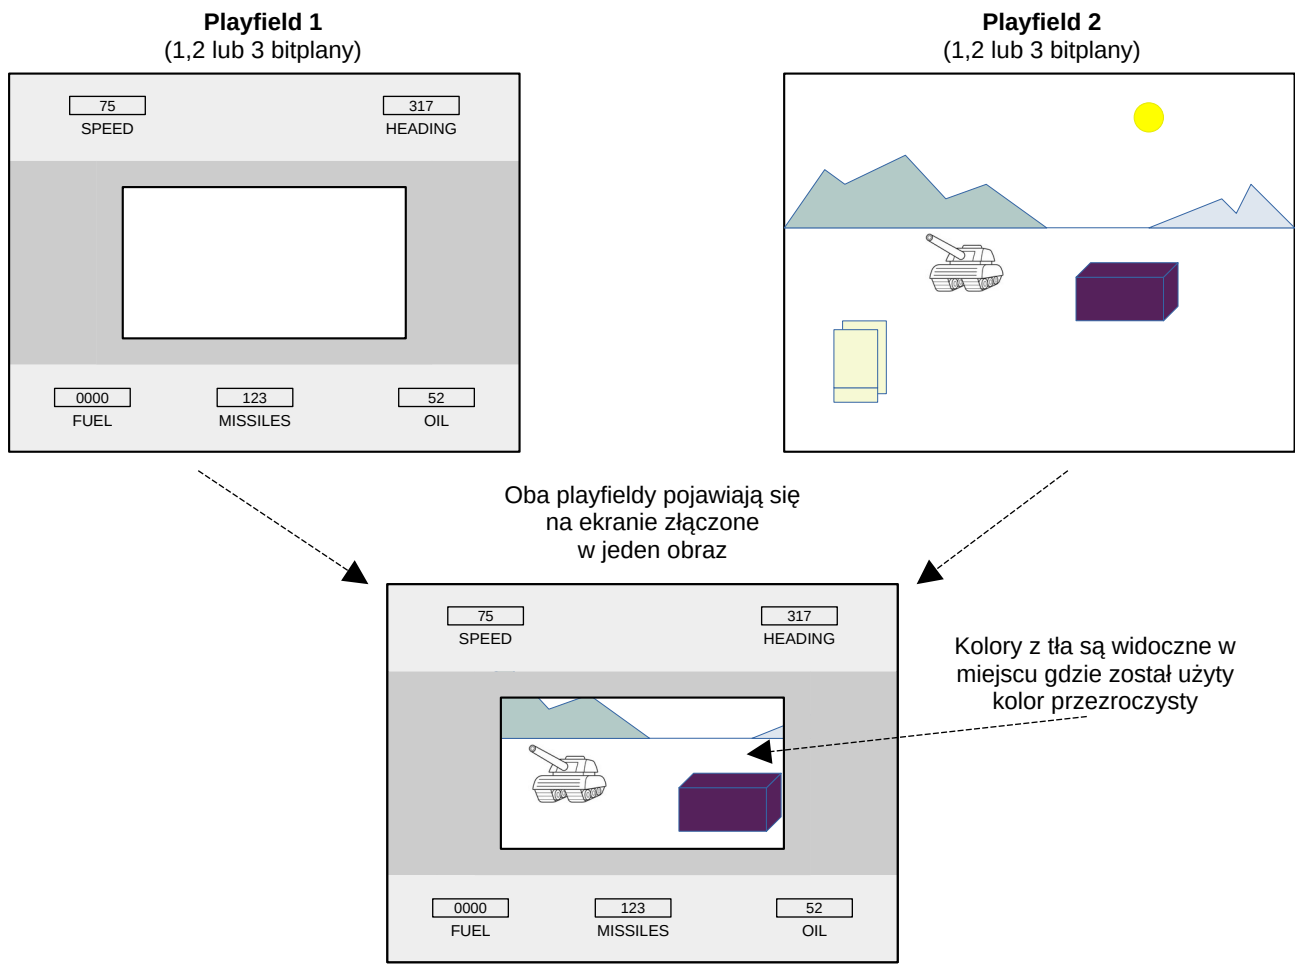 Playfield 1
(1,2 lub 3 bitplany)
Playfield 2
(1,2 lub 3 bitplany)
75
SPEED
317
HEADING
0000
FUEL
123
MISSILES
52
OIL
Oba playfieldy pojawiają się
na ekranie złączone
w jeden obraz
75
SPEED
317
HEADING
Kolory z tła są widoczne w
miejscu gdzie został użyty
kolor przezroczysty
0000
FUEL
123
MISSILES
52
OIL